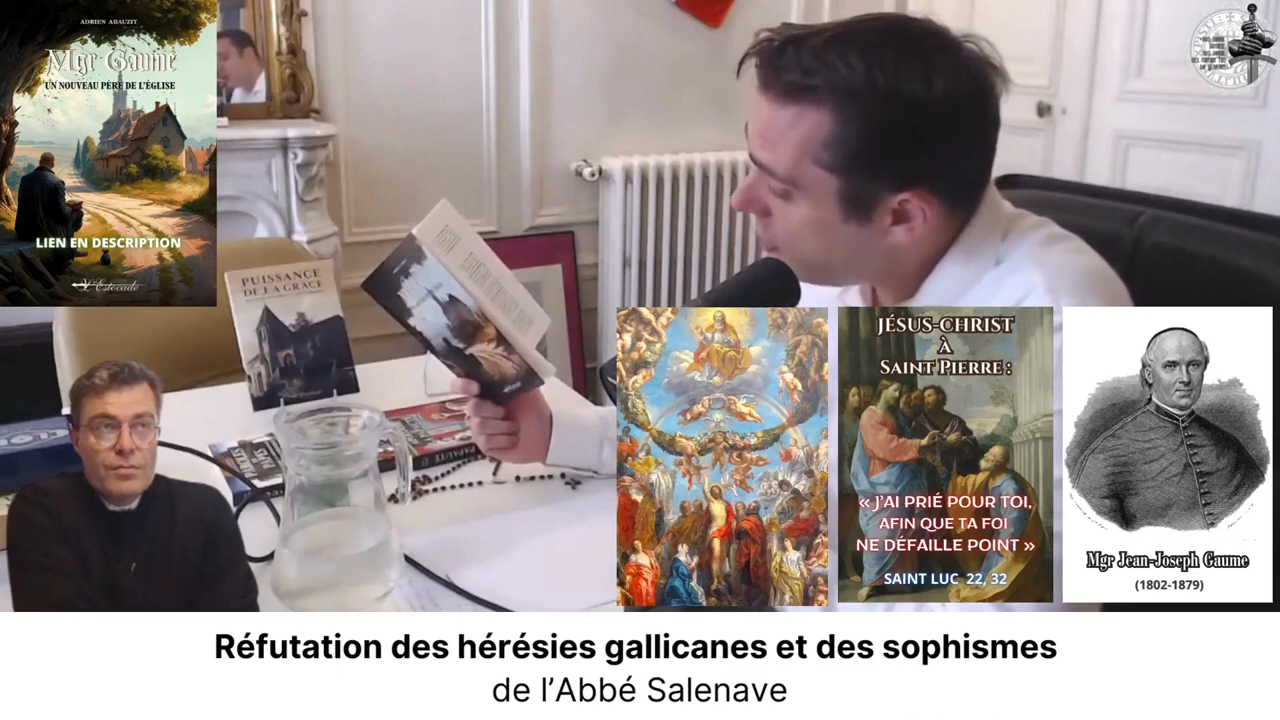 ADRIEN ABAUZIT
Mgr Gaume
UN NOUVEAU PÈRE DE L'ÉGLISE
LIEN EN DESCRIPTION
L'Estocade
PUISSANCE
DE LA GRÂCE
JÉSUS-CHRIST
À
SAINT PIERRE :
« J'AI PRIÉ POUR TOI,
AFIN QUE TA FOI
NE DÉFAILLE POINT »
SAINT LUC 22, 32
Mgr Jean-Joseph Gaume
(1802-1879)
Réfutation des hérésies gallicanes et des sophismes
de l'Abbé Salenave